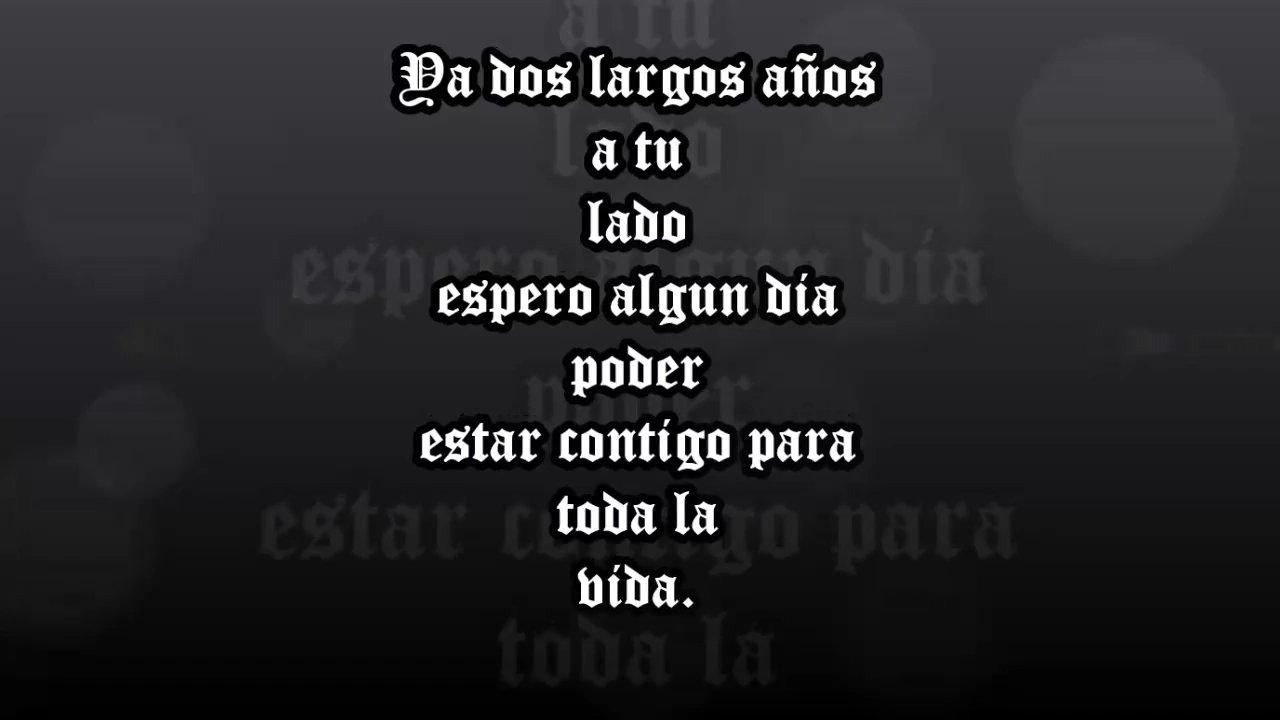 Ya dos largos años
a tu
lado
espero algun día
poder
estar contigo para
toda la
vida.